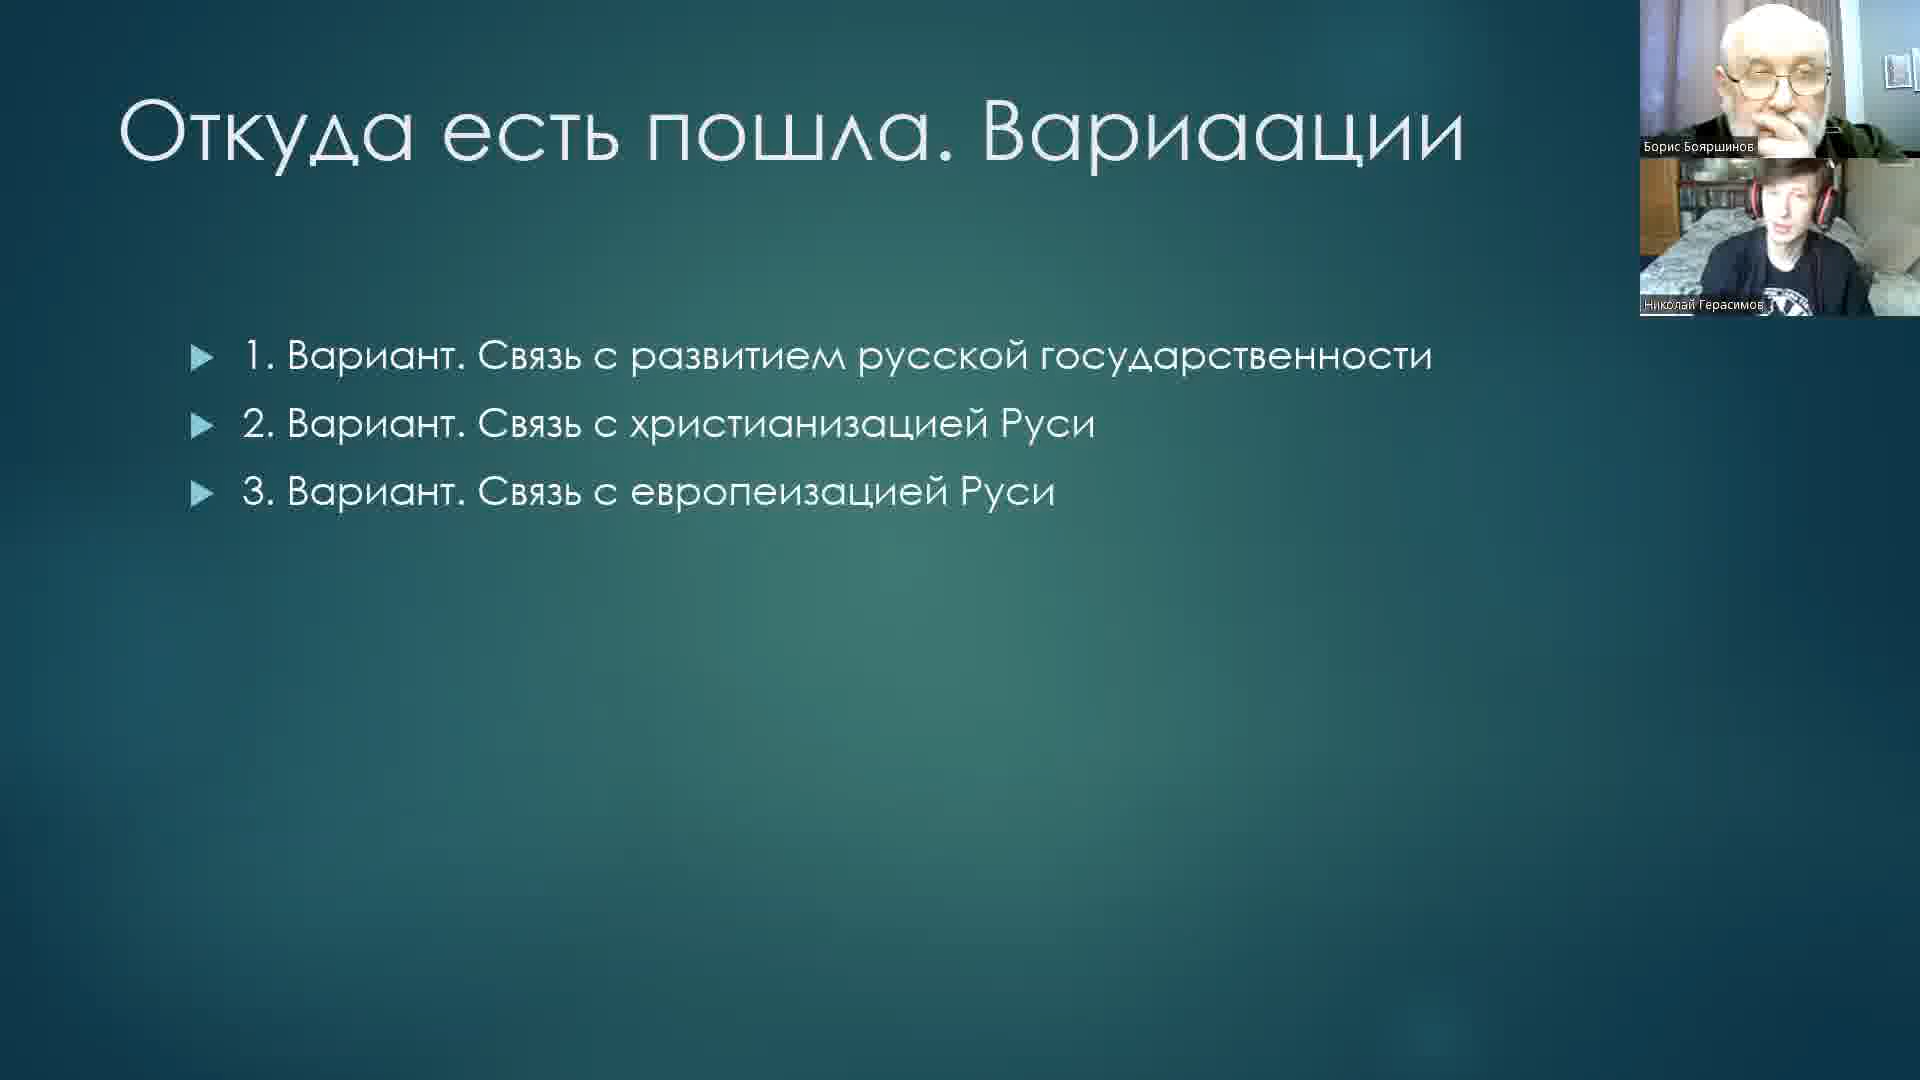 Откуда есть пошла. Вариаации
1. Вариант. Связь с развитием русской государственности
2. Вариант. Связь с христианизацией Руси
3. Вариант. Связь с европеизацией Руси
Борис Бояршинов
Николай Герасимов